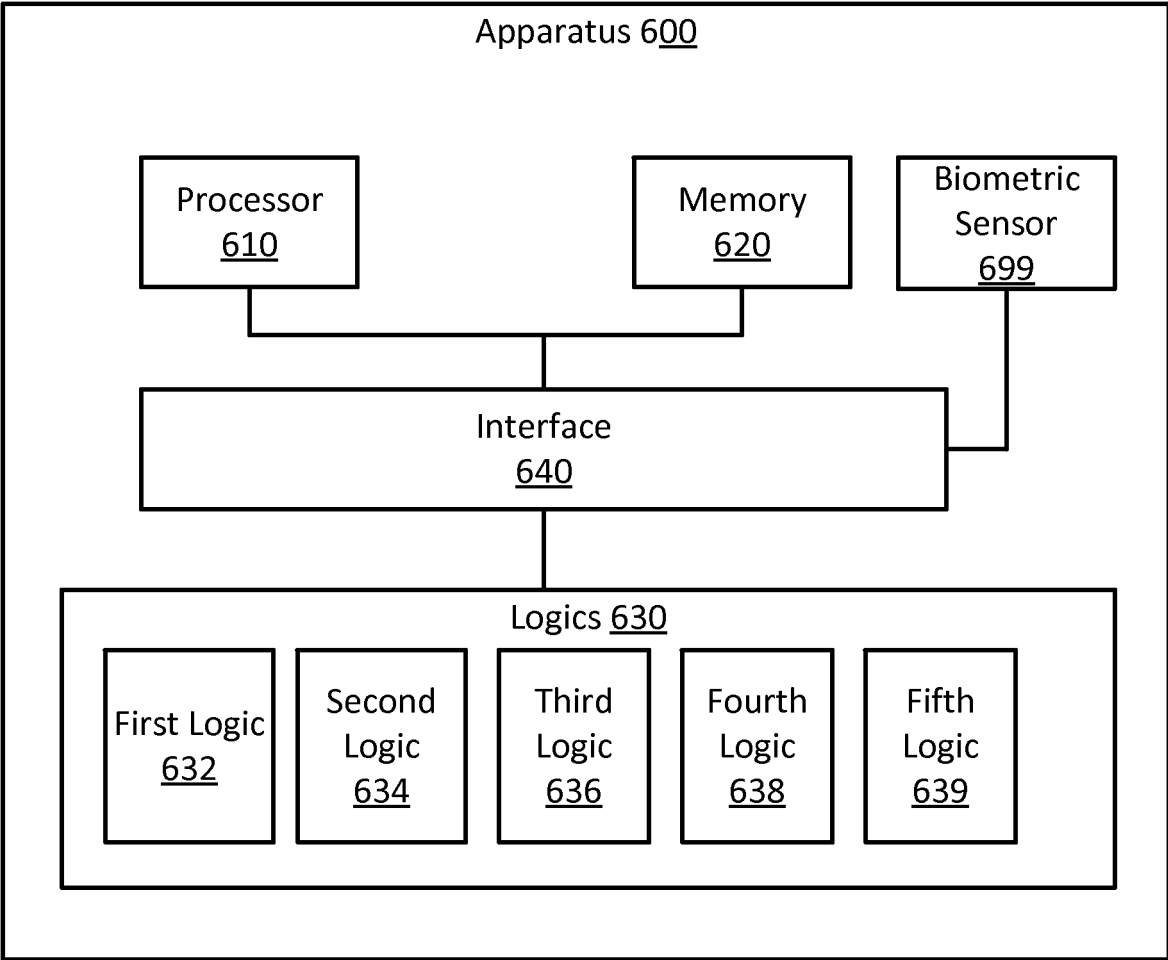 Apparatus 600
Processor
610
Memory
620
Biometric
Sensor
699
Interface
640
Logics 630
First Logic
632
Second
Logic
634
Third
Logic
636
Fourth
Logic
638
Fifth
Logic
639